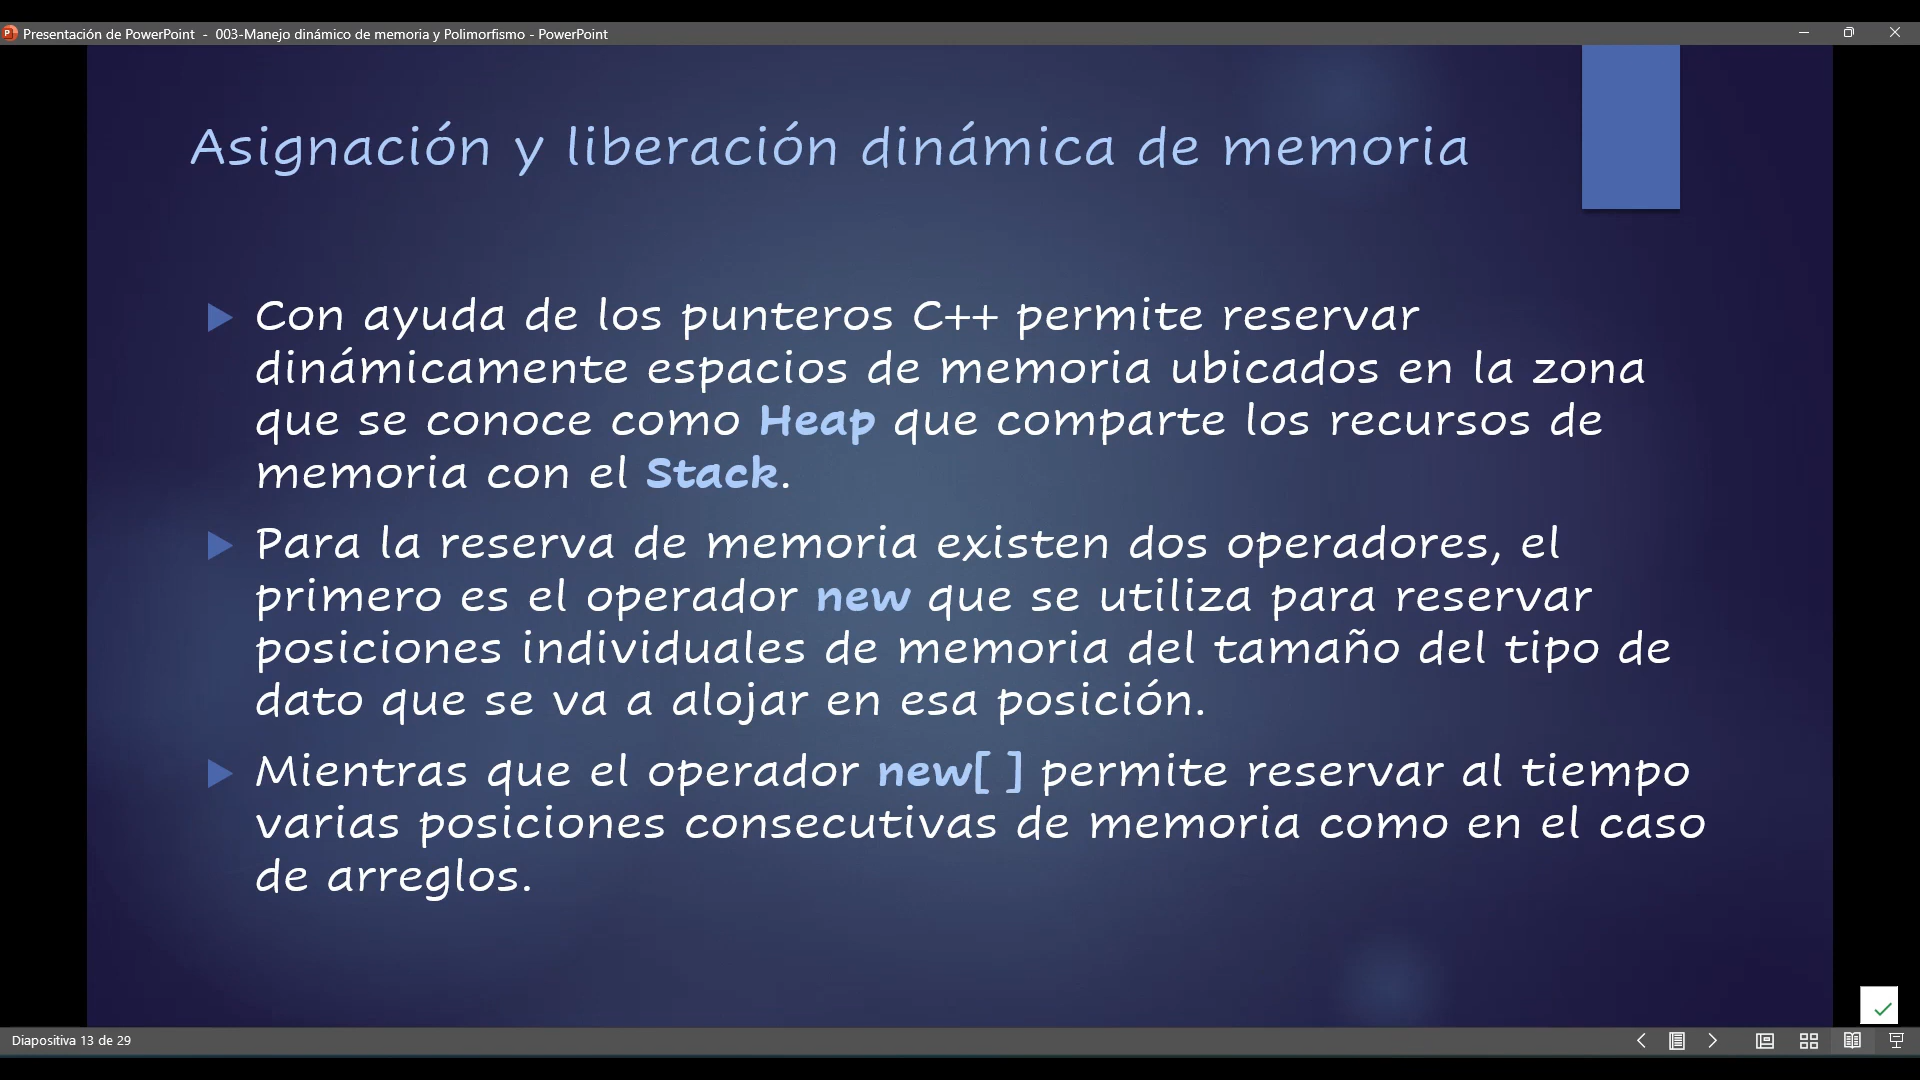 Presentación de PowerPoint - 003-Manejo dinámico de memoria y Polimorfismo - PowerPoint
Asignación y liberación dinámica de memoria
Con ayuda de los punteros C++ permite reservar
dinámicamente espacios de memoria ubicados en la zona
que se conoce como Heap que comparte los recursos de
memoria con el Stack.
Para la reserva de memoria existen dos operadores, el
primero es el operador new que se utiliza para reservar
posiciones individuales de memoria del tamaño del tipo de
dato que se va a alojar en esa posición.
Mientras que el operador new[ ] permite reservar al tiempo
varias posiciones consecutivas de memoria como en el caso
de arreglos.
Diapositiva 13 de 29